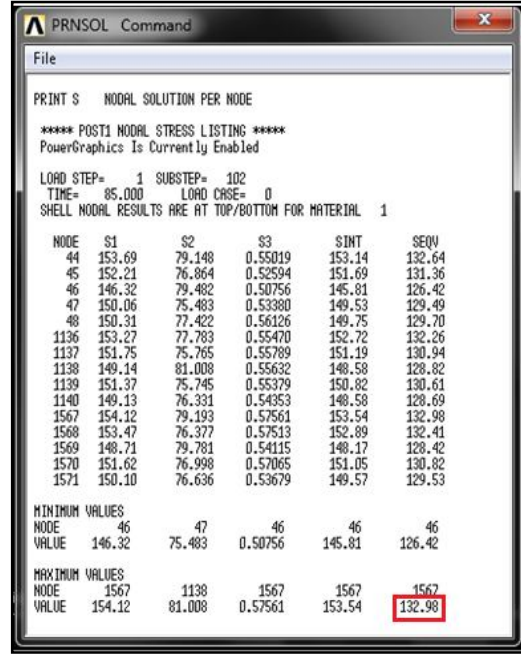 PRNSOL Command
File
PRINT S NODAL SOLUTION PER NODE
***** POST1 NODAL STRESS LISTING *****
PowerGraphics Is Currently Enabled
LOAD STEP= 1 SUBSTEP= 102
TIME= 85.000 LOAD CASE= 0
SHELL NODAL RESULTS ARE AT TOP/BOTTOM FOR MATERIAL 1
NODE S1 S2 S3 SINT SEQV
44 153.69 79.148 0.55019 153.14 132.64
45 152.21 76.864 0.52594 151.69 131.36
46 146.32 79.482 0.50756 145.81 126.42
47 150.06 75.483 0.53380 149.53 129.49
48 150.31 77.422 0.56126 149.75 129.70
1136 153.27 77.783 0.55470 152.72 132.26
1137 151.75 75.765 0.55789 151.19 130.94
1138 149.14 81.008 0.55632 148.58 128.82
1139 151.37 75.745 0.55379 150.82 130.61
1140 149.13 76.331 0.54353 148.58 128.69
1567 154.12 79.193 0.57561 153.54 132.98
1568 153.47 76.377 0.57513 152.89 132.41
1569 148.71 79.781 0.54115 148.17 128.42
1570 151.62 76.998 0.57065 151.05 130.82
1571 150.10 76.636 0.53679 149.57 129.53
MINIMUM VALUES
NODE 46 47 46 46 46
VALUE 146.32 75.483 0.50756 145.81 126.42
MAXIMUM VALUES
NODE 1567 1138 1567 1567 1567
VALUE 154.12 81.008 0.57561 153.54 132.98